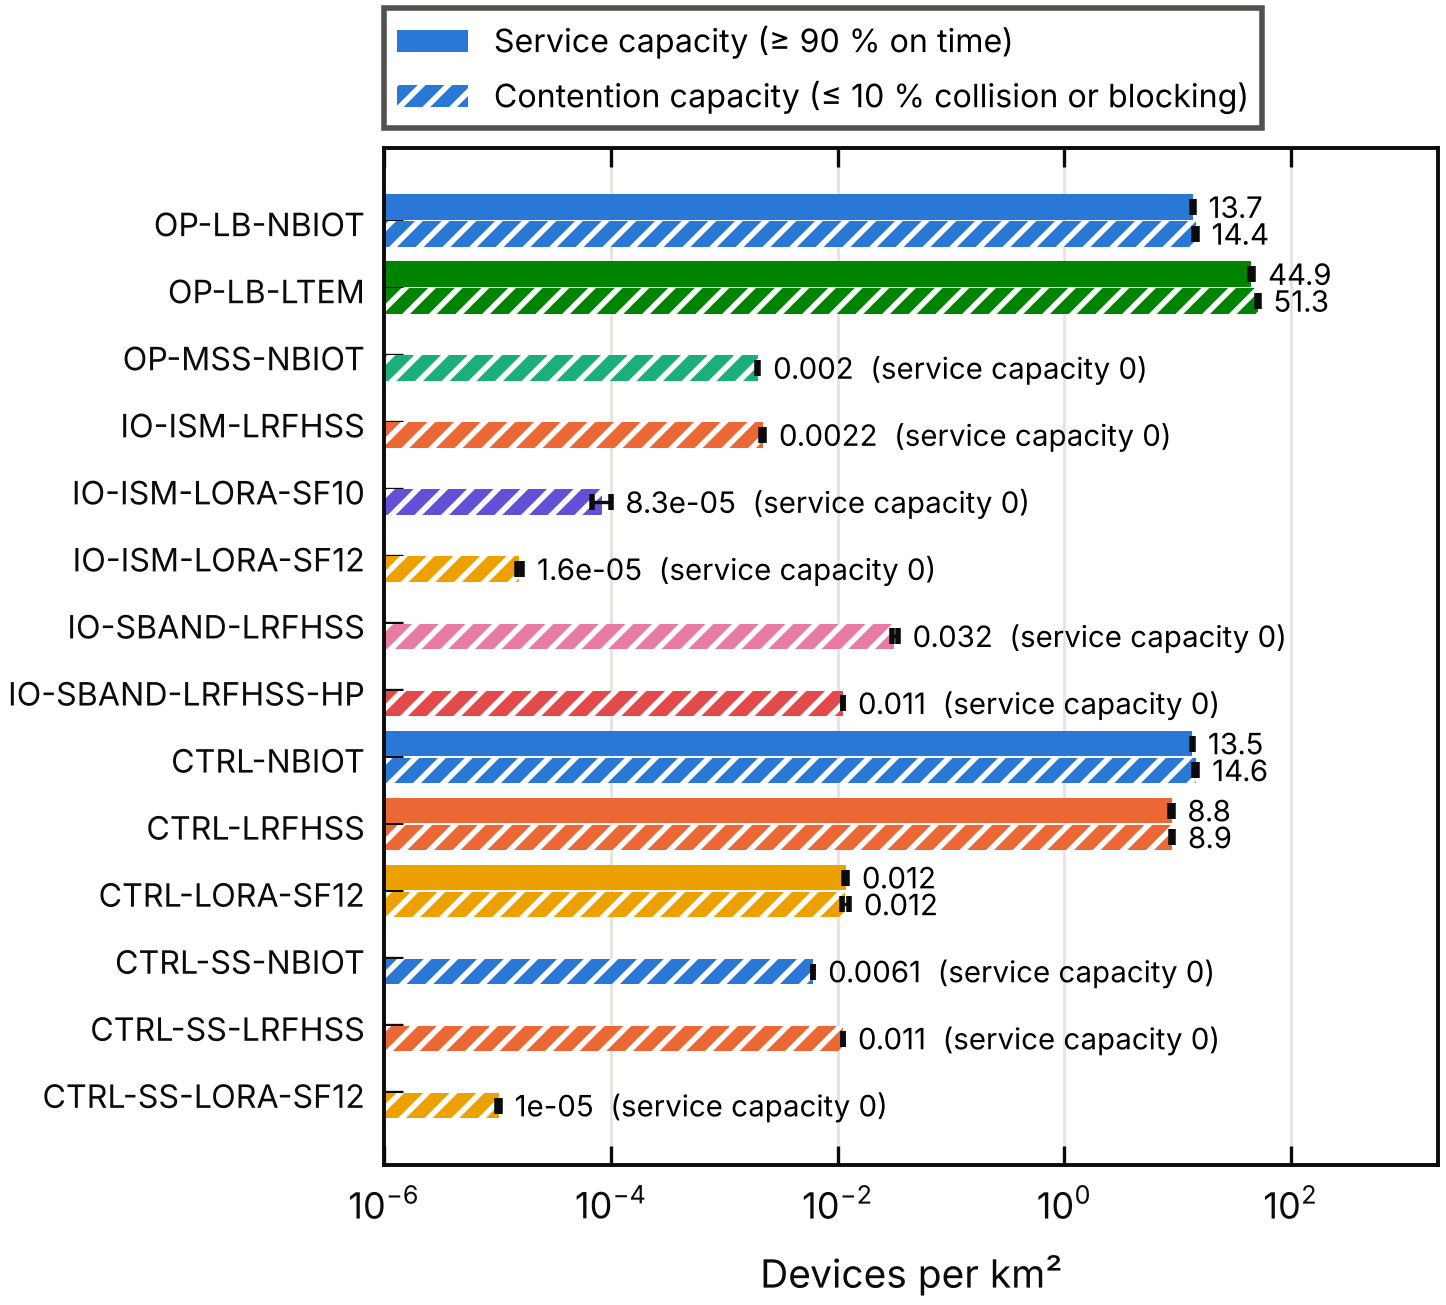 Service capacity (≥ 90 % on time)
Contention capacity (≤ 10 % collision or blocking)
OP-LB-NBIOT
13.7
14.4
OP-LB-LTEM
44.9
51.3
OP-MSS-NBIOT
0.002 (service capacity 0)
IO-ISM-LRFHSS
0.0022 (service capacity 0)
IO-ISM-LORA-SF10
8.3e-05 (service capacity 0)
IO-ISM-LORA-SF12
1.6e-05 (service capacity 0)
IO-SBAND-LRFHSS
0.032 (service capacity 0)
IO-SBAND-LRFHSS-HP
0.011 (service capacity 0)
CTRL-NBIOT
13.5
14.6
CTRL-LRFHSS
8.8
8.9
CTRL-LORA-SF12
0.012
0.012
CTRL-SS-NBIOT
0.0061 (service capacity 0)
CTRL-SS-LRFHSS
0.011 (service capacity 0)
CTRL-SS-LORA-SF12
1e-05 (service capacity 0)
10⁻⁶ 10⁻⁴ 10⁻² 10⁰ 10²
Devices per km²